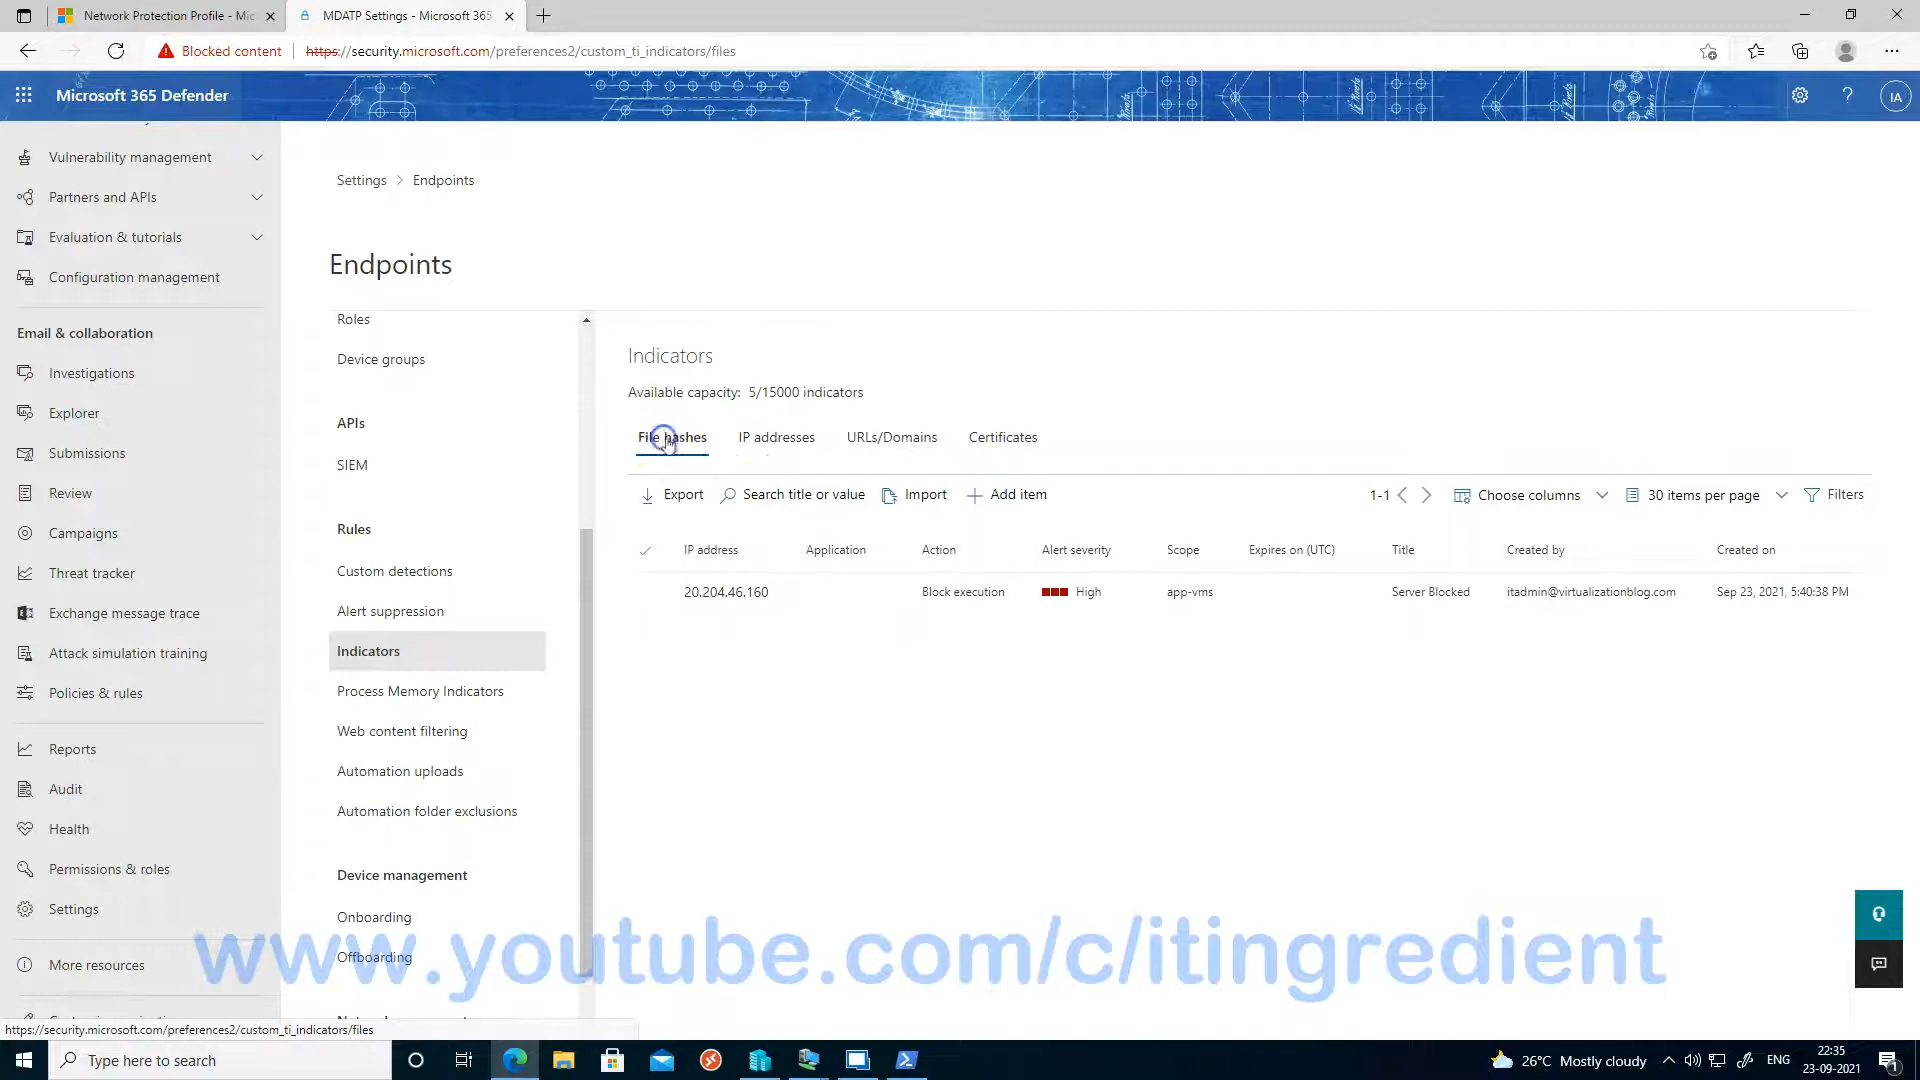 Network Protection Profile - Mic
MDATP Settings - Microsoft 365
Blocked content
https://security.microsoft.com/preferences2/custom_ti_indicators/files
Microsoft 365 Defender
IA
Vulnerability management
Partners and APIs
Evaluation & tutorials
Configuration management
Email & collaboration
Investigations
Explorer
Submissions
Review
Campaigns
Threat tracker
Exchange message trace
Attack simulation training
Policies & rules
Reports
Audit
Health
Permissions & roles
Settings
More resources
Settings > Endpoints
Endpoints
Roles
Device groups
APIs
SIEM
Rules
Custom detections
Alert suppression
Indicators
Process Memory Indicators
Web content filtering
Automation uploads
Automation folder exclusions
Device management
Onboarding
Offboarding
Indicators
Available capacity: 5/15000 indicators
File hashes IP addresses URLs/Domains Certificates
Export Search title or value Import Add item 1-1 Choose columns 30 items per page Filters
IP address Application Action Alert severity Scope Expires on (UTC) Title Created by Created on
20.204.46.160 Block execution High app-vms Server Blocked itadmin@virtualizationblog.com Sep 23, 2021, 5:40:38 PM
www.youtube.com/c/itingredient
https://security.microsoft.com/preferences2/custom_ti_indicators/files
Type here to search
26°C Mostly cloudy
ENG
22:35
23-09-2021
1